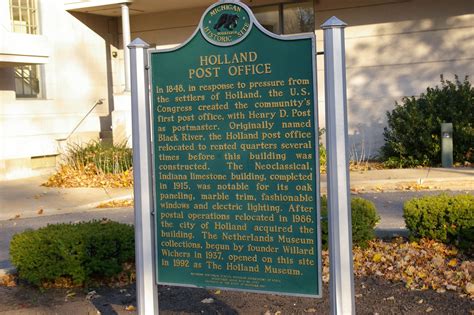 MICHIGAN
HISTORIC SITE
HOLLAND
POST OFFICE
In 1848, in response to pressure from
the settlers of Holland, the U.S.
Congress created the community's
first post office, with Henry D. Post
as postmaster. Originally named
Black River, the Holland post office
relocated to rented quarters several
times before this building was
constructed. The Neoclassical,
Indiana limestone building, completed
in 1915, was notable for its oak
paneling, marble trim, fashionable
windows and electric lighting. After
postal operations relocated in 1986,
the city of Holland acquired the
building. The Netherlands Museum
collections, begun by founder Willard
Wichers in 1937, opened on this site
in 1992 as The Holland Museum.